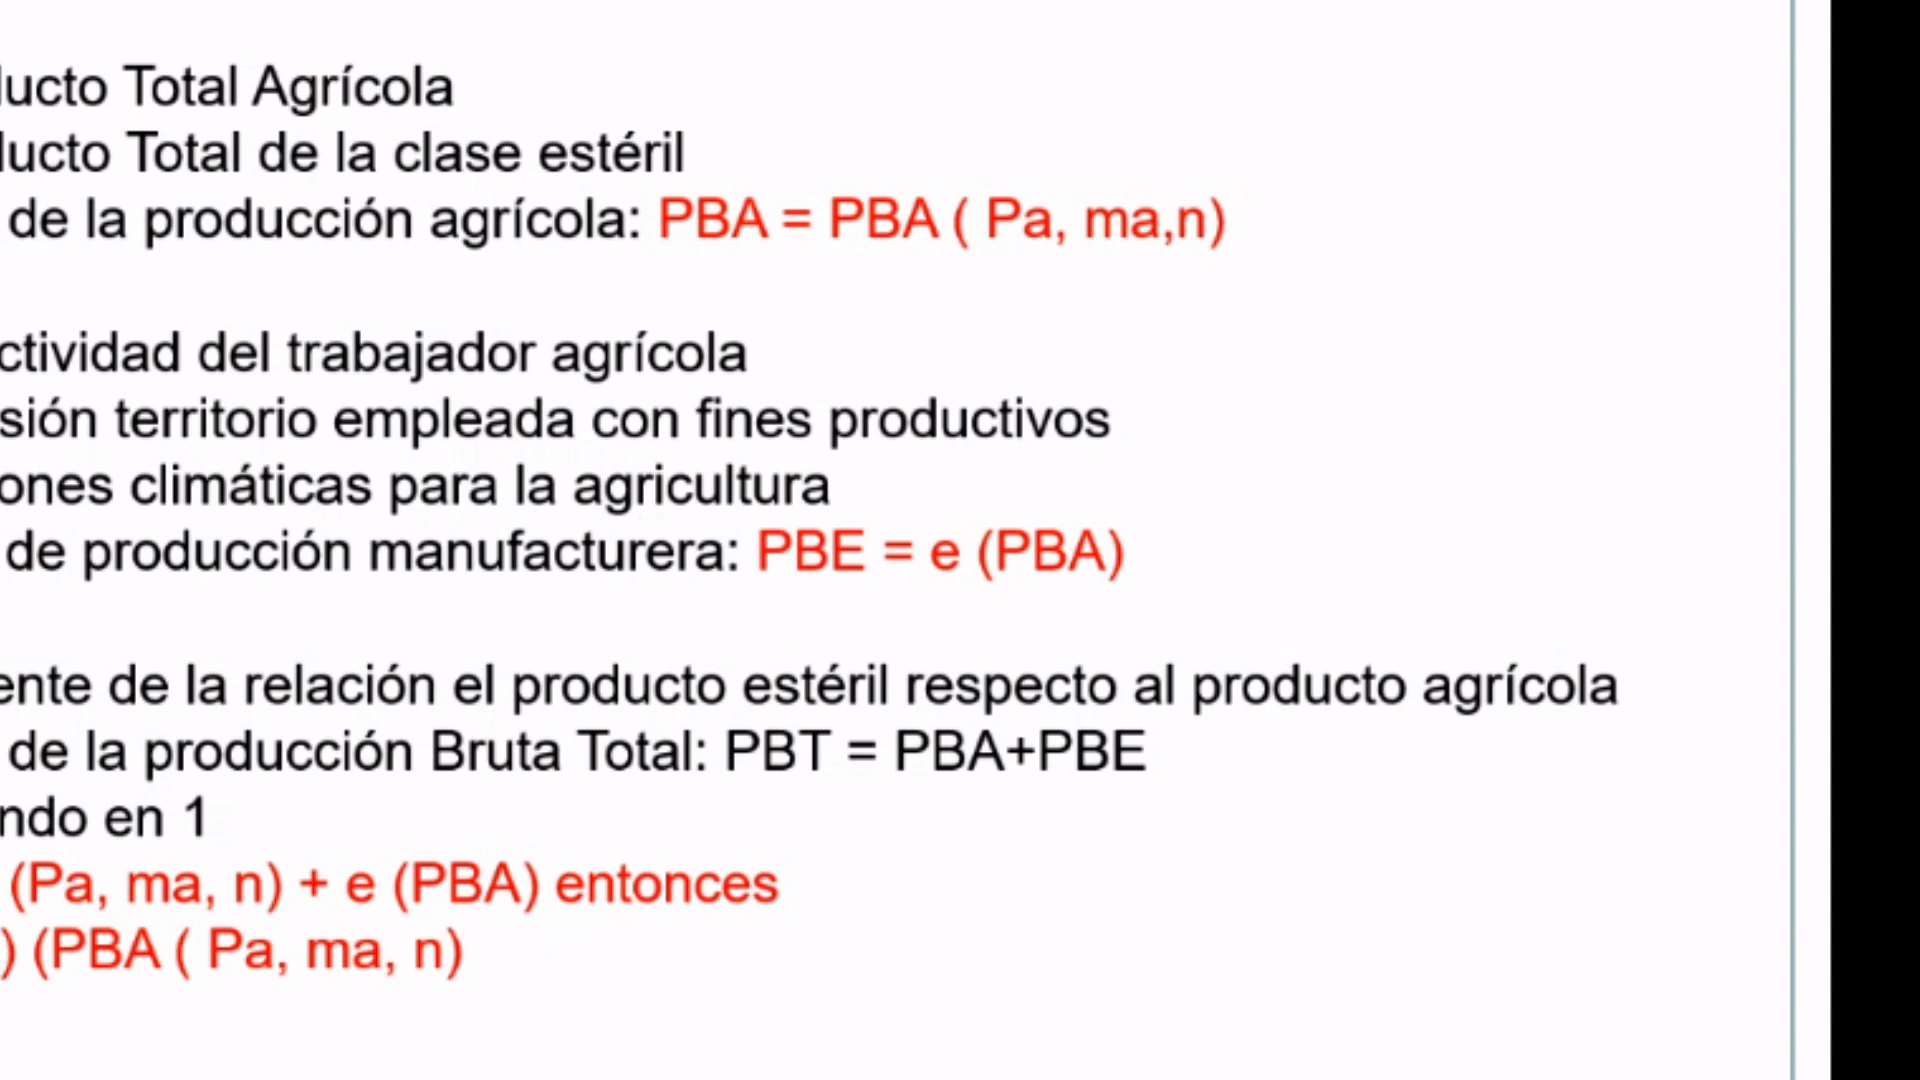 ucto Total Agrícola
ucto Total de la clase estéril
de la producción agrícola: PBA = PBA ( Pa, ma,n)
ctividad del trabajador agrícola
sión territorio empleada con fines productivos
ones climáticas para la agricultura
de producción manufacturera: PBE = e (PBA)
ente de la relación el producto estéril respecto al producto agrícola
de la producción Bruta Total: PBT = PBA+PBE
ndo en 1
(Pa, ma, n) + e (PBA) entonces
) (PBA ( Pa, ma, n)